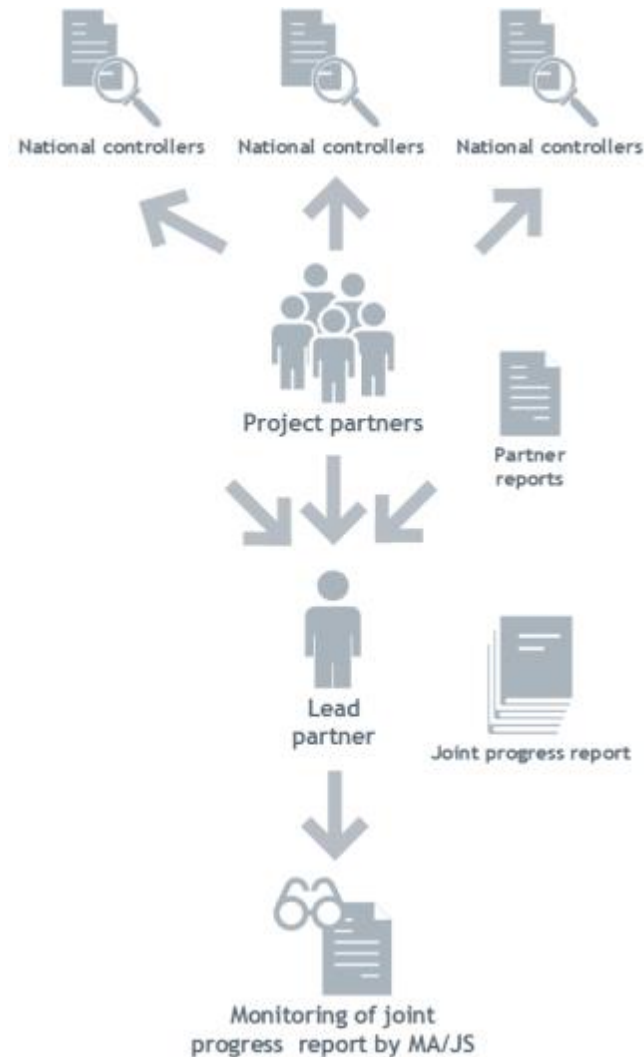 National controllers
National controllers
National controllers
Project partners
Partner
reports
Lead
partner
Joint progress report
Monitoring of joint
progress report by MA/JS